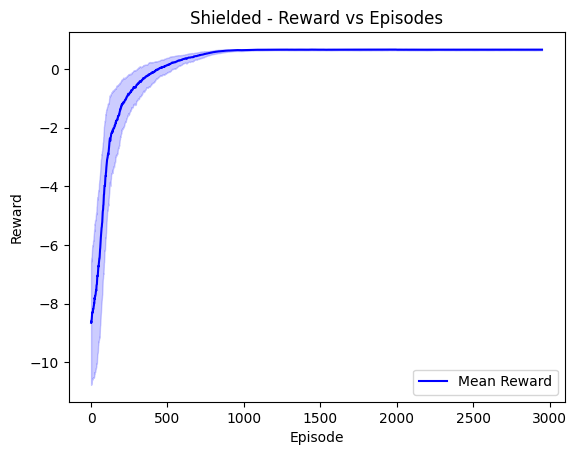 Shielded - Reward vs Episodes
Reward
0
−2
−4
−6
−8
−10
Mean Reward
0 500 1000 1500 2000 2500 3000
Episode